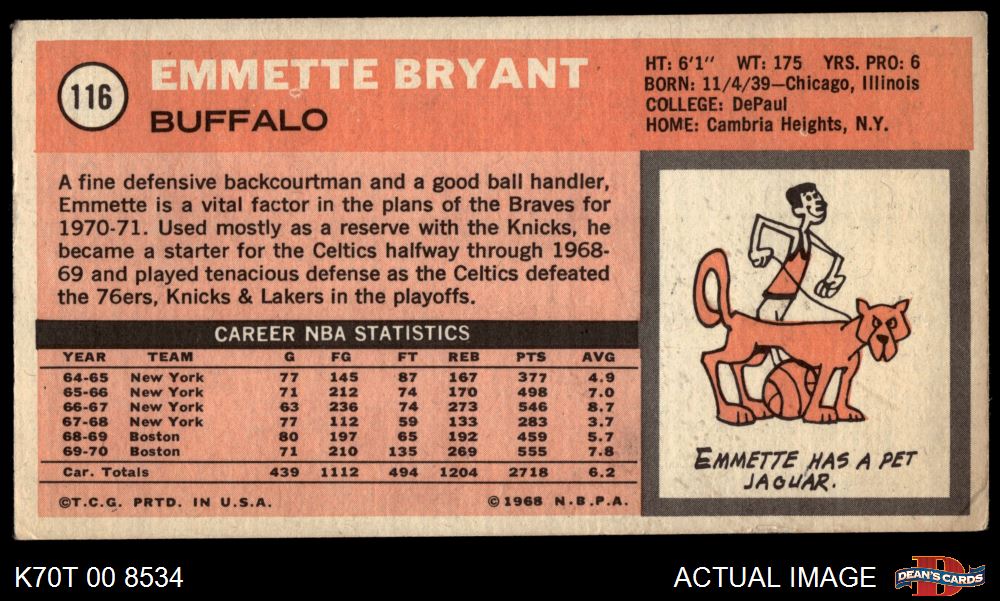 116
EMMETTE BRYANT
BUFFALO
HT: 6'1" WT: 175 YRS. PRO: 6
BORN: 11/4/39—Chicago, Illinois
COLLEGE: DePaul
HOME: Cambria Heights, N.Y.
A fine defensive backcourtman and a good ball handler,
Emmette is a vital factor in the plans of the Braves for
1970-71. Used mostly as a reserve with the Knicks, he
became a starter for the Celtics halfway through 1968-
69 and played tenacious defense as the Celtics defeated
the 76ers, Knicks & Lakers in the playoffs.
CAREER NBA STATISTICS
YEAR TEAM G FG FT REB PTS AVG
64-65 New York 77 145 87 167 377 4.9
65-66 New York 71 212 74 170 498 7.0
66-67 New York 63 236 74 273 546 8.7
67-68 New York 77 112 59 133 283 3.7
68-69 Boston 80 197 65 192 459 5.7
69-70 Boston 71 210 135 269 555 7.8
Car. Totals 439 1112 494 1204 2718 6.2
©T.C.G. PRTD. IN U.S.A. ©1968 N.B.P.A.
EMMETTE HAS A PET
JAGUAR.
K70T 00 8534
ACTUAL IMAGE
D
DEAN'S CARDS